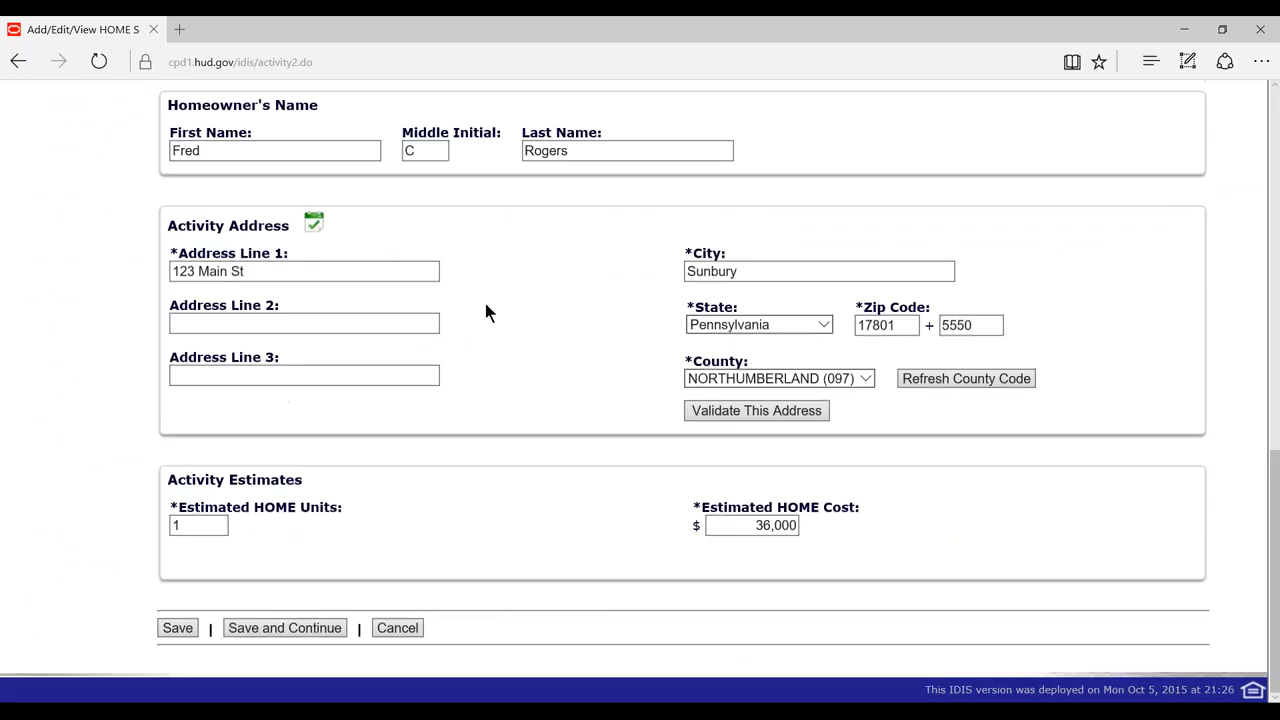 Add/Edit/View HOME S
cpd1.hud.gov/idis/activity2.do
Homeowner's Name
First Name: Middle Initial: Last Name:
Fred C Rogers
Activity Address
*Address Line 1: *City:
123 Main St Sunbury
Address Line 2: *State: *Zip Code:
Pennsylvania 17801 + 5550
Address Line 3: *County:
NORTHUMBERLAND (097) Refresh County Code
Validate This Address
Activity Estimates
*Estimated HOME Units: *Estimated HOME Cost:
1 $ 36,000
Save | Save and Continue | Cancel
This IDIS version was deployed on Mon Oct 5, 2015 at 21:26